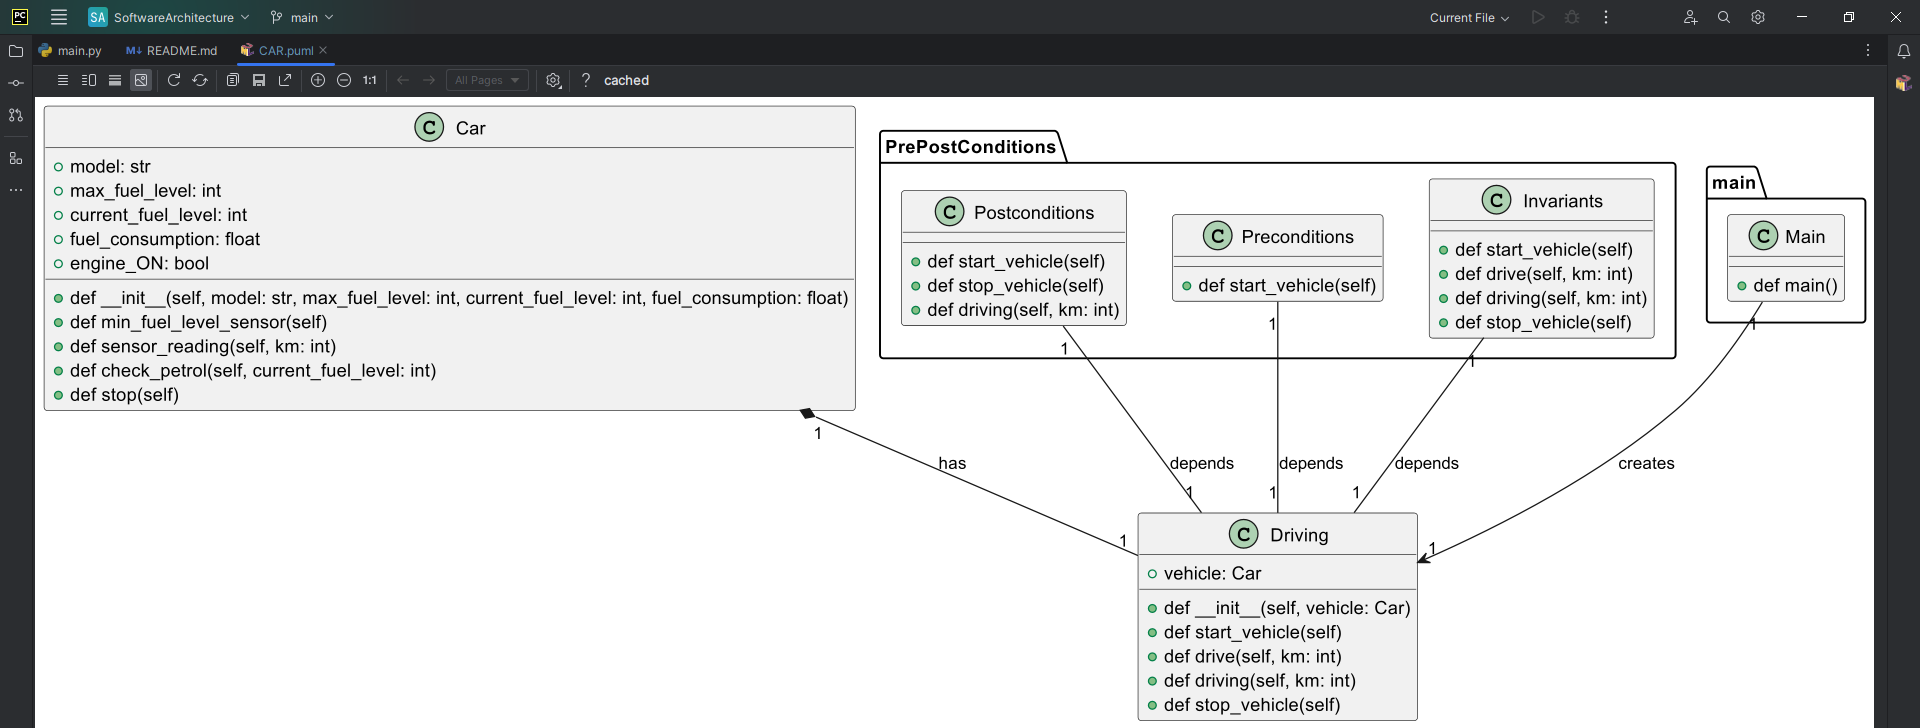 PC
SA SoftwareArchitecture
main
Current File
main.py
M↓ README.md
CAR.puml
1:1
All Pages
? cached
C Car
model: str
max_fuel_level: int
current_fuel_level: int
fuel_consumption: float
engine_ON: bool
def __init__(self, model: str, max_fuel_level: int, current_fuel_level: int, fuel_consumption: float)
def min_fuel_level_sensor(self)
def sensor_reading(self, km: int)
def check_petrol(self, current_fuel_level: int)
def stop(self)
PrePostConditions
C Postconditions
def start_vehicle(self)
def stop_vehicle(self)
def driving(self, km: int)
C Preconditions
def start_vehicle(self)
C Invariants
def start_vehicle(self)
def drive(self, km: int)
def driving(self, km: int)
def stop_vehicle(self)
main
C Main
def main()
1
1
1
1
1
has
depends
depends
depends
creates
1
1
1
1
1
C Driving
vehicle: Car
def __init__(self, vehicle: Car)
def start_vehicle(self)
def drive(self, km: int)
def driving(self, km: int)
def stop_vehicle(self)